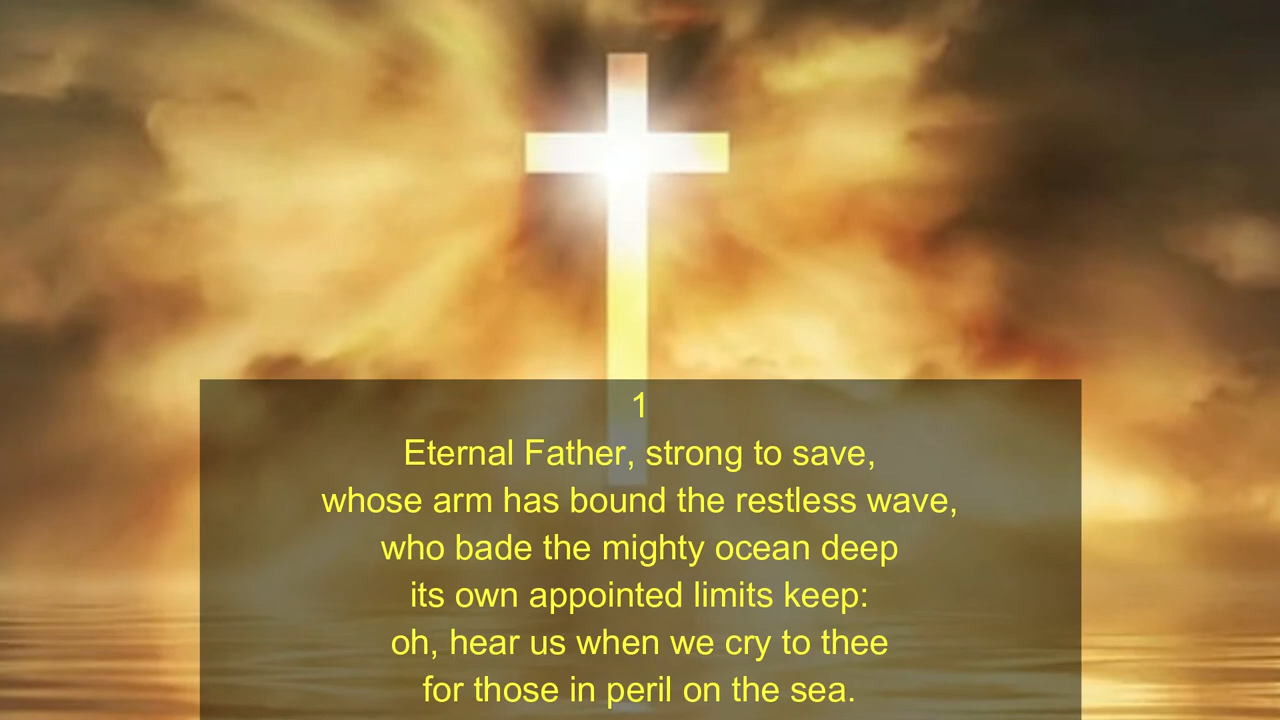 1
Eternal Father, strong to save,
whose arm has bound the restless wave,
who bade the mighty ocean deep
its own appointed limits keep:
oh, hear us when we cry to thee
for those in peril on the sea.